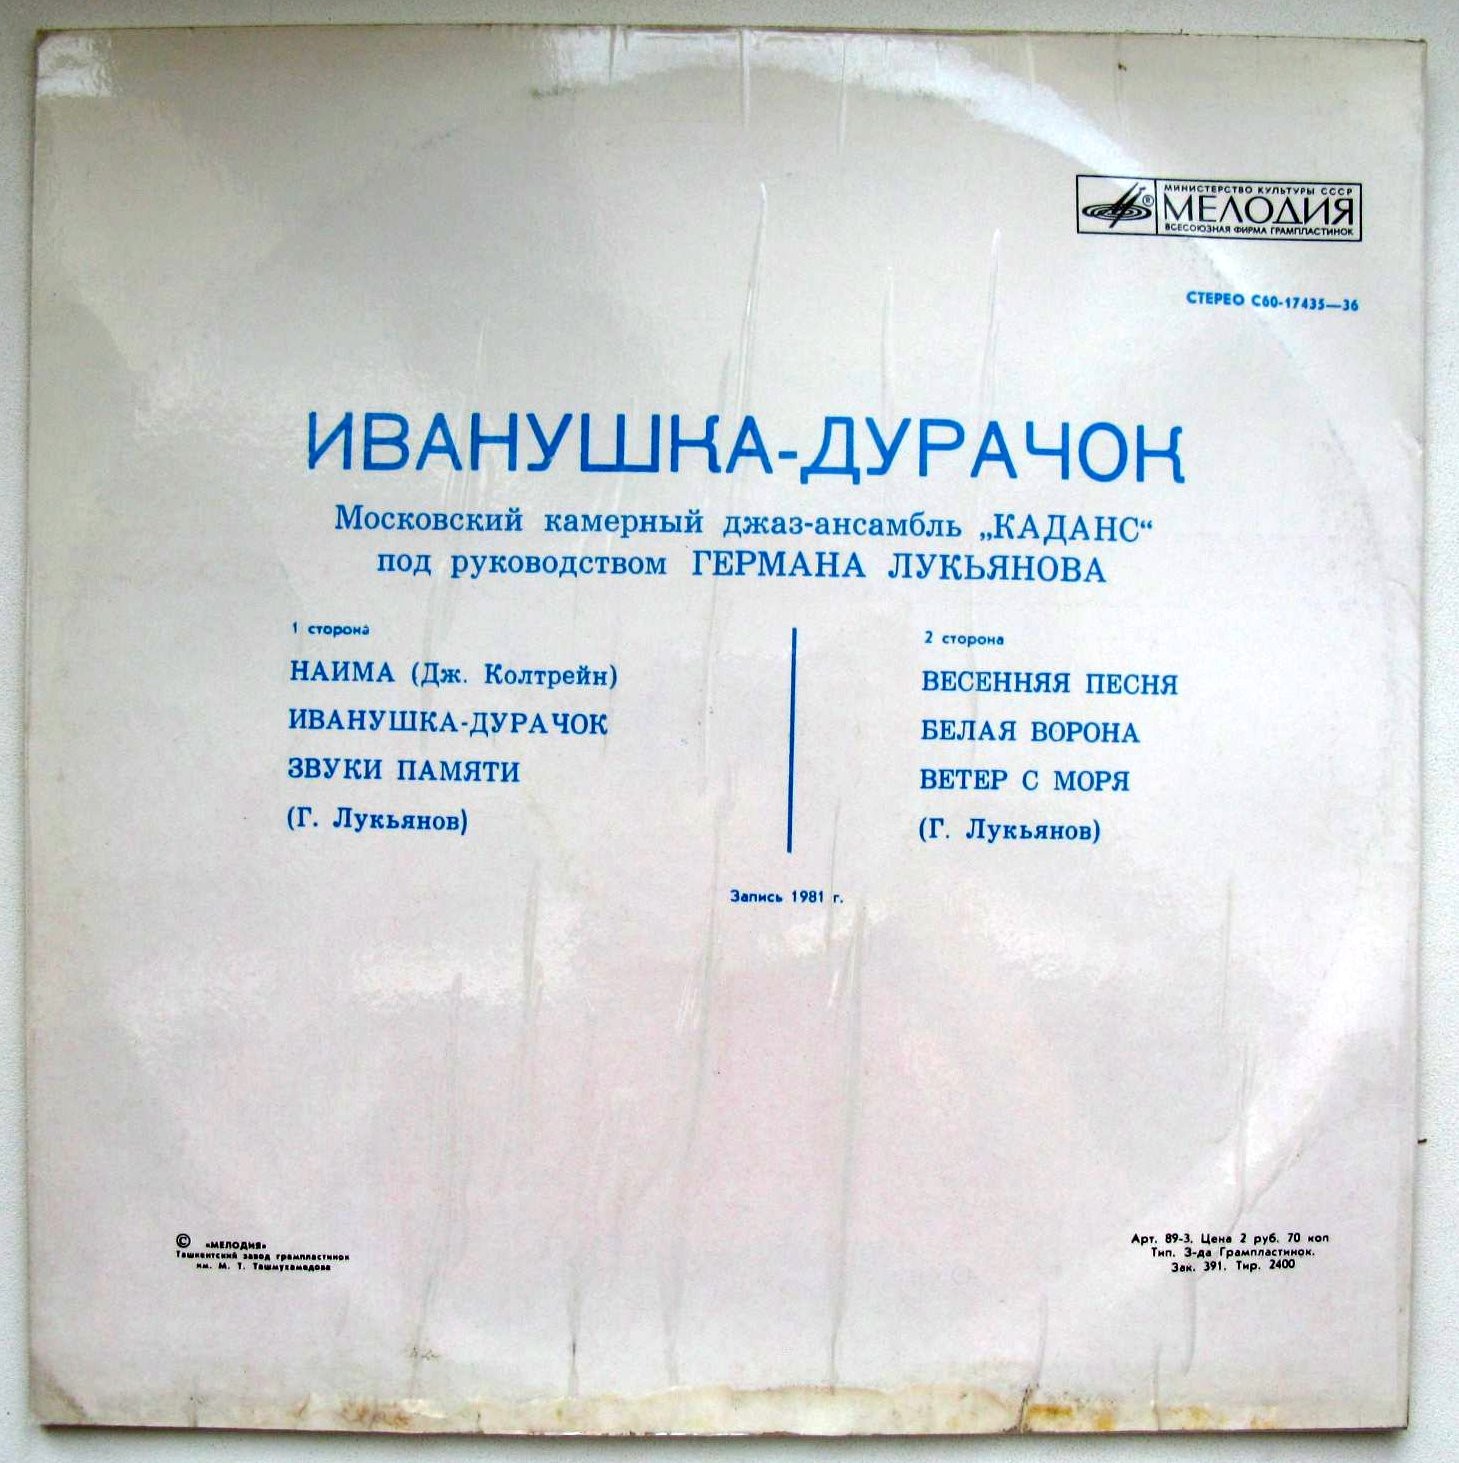 МИНИСТЕРСТВО КУЛЬТУРЫ СССР
МЕЛОДИЯ
ВСЕСОЮЗНАЯ ФИРМА ГРАМПЛАСТИНОК
СТЕРЕО С60-17435—36
ИВАНУШКА-ДУРАЧОК
Московский камерный джаз-ансамбль „КАДАНС“
под руководством ГЕРМАНА ЛУКЬЯНОВА
1 сторона
НАИМА (Дж. Колтрейн)
ИВАНУШКА-ДУРАЧОК
ЗВУКИ ПАМЯТИ
(Г. Лукьянов)
2 сторона
ВЕСЕННЯЯ ПЕСНЯ
БЕЛАЯ ВОРОНА
ВЕТЕР С МОРЯ
(Г. Лукьянов)
Запись 1981 г.
© «МЕЛОДИЯ»
Ташкентский завод грампластинок
им. М. Т. Ташмухамедова
Арт. 89-3. Цена 2 руб. 70 коп
Тип. З-да Грампластинок.
Зак. 391. Тир. 2400